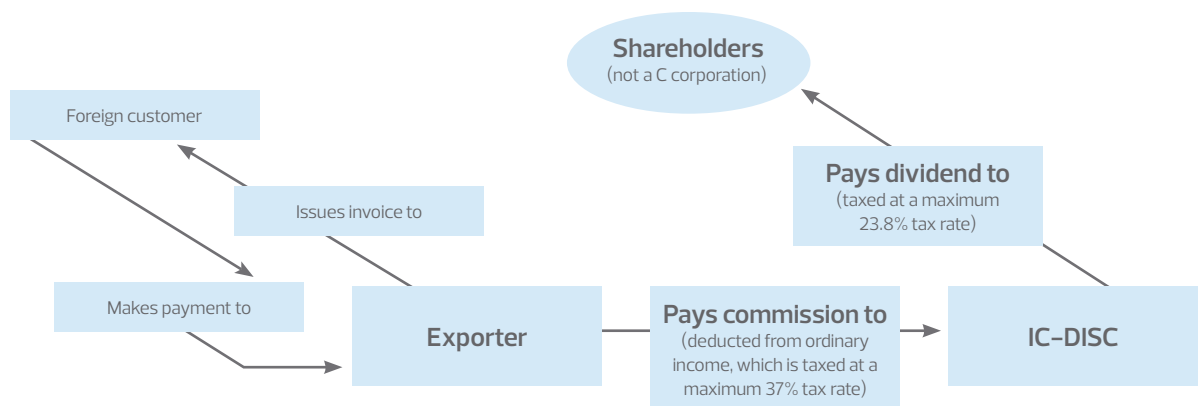 Shareholders
(not a C corporation)
Foreign customer
Issues invoice to
Makes payment to
Exporter
Pays commission to
(deducted from ordinary
income, which is taxed at a
maximum 37% tax rate)
IC-DISC
Pays dividend to
(taxed at a maximum
23.8% tax rate)